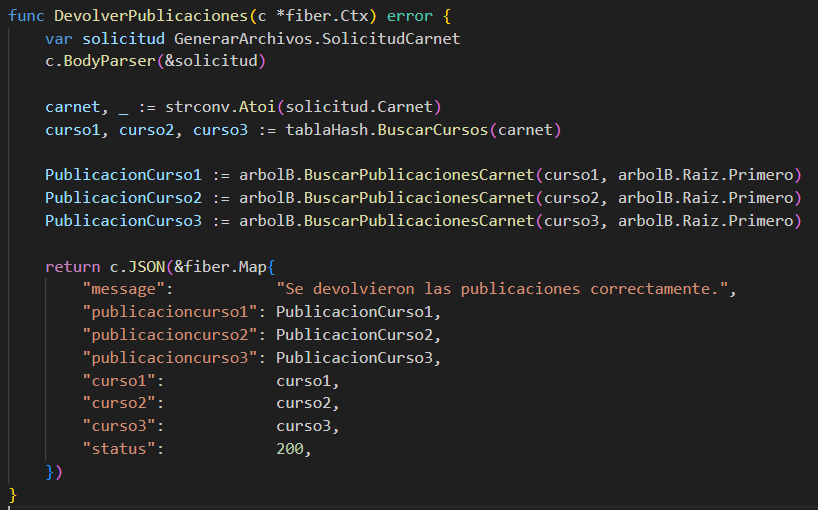 func DevolverPublicaciones(c *fiber.Ctx) error {
    var solicitud GenerarArchivos.SolicitudCarnet
    c.BodyParser(&solicitud)

    carnet, _ := strconv.Atoi(solicitud.Carnet)
    curso1, curso2, curso3 := tablaHash.BuscarCursos(carnet)

    PublicacionCurso1 := arbolB.BuscarPublicacionesCarnet(curso1, arbolB.Raiz.Primero)
    PublicacionCurso2 := arbolB.BuscarPublicacionesCarnet(curso2, arbolB.Raiz.Primero)
    PublicacionCurso3 := arbolB.BuscarPublicacionesCarnet(curso3, arbolB.Raiz.Primero)

    return c.JSON(&fiber.Map{
        "message":           "Se devolvieron las publicaciones correctamente.",
        "publicacioncurso1": PublicacionCurso1,
        "publicacioncurso2": PublicacionCurso2,
        "publicacioncurso3": PublicacionCurso3,
        "curso1":            curso1,
        "curso2":            curso2,
        "curso3":            curso3,
        "status":            200,
    })
}